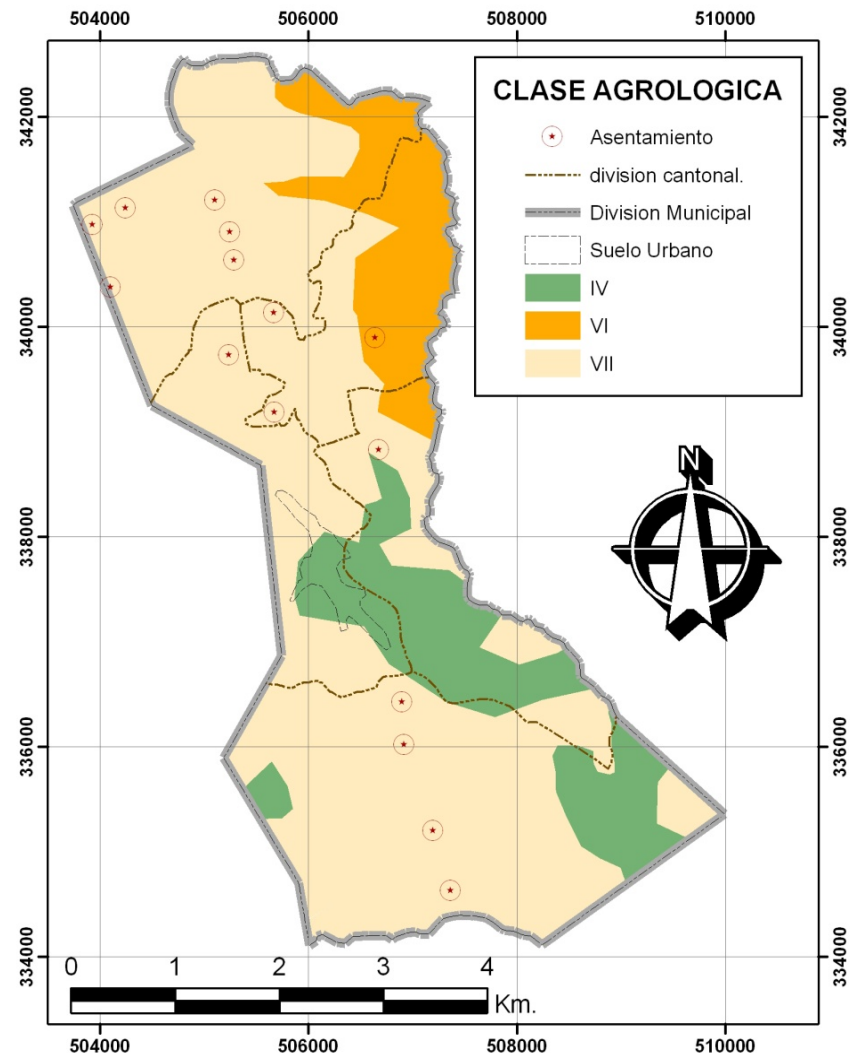 504000 506000 508000 510000
342000
340000
338000
336000
334000
342000
340000
338000
336000
334000
CLASE AGROLOGICA
Asentamiento
division cantonal.
Division Municipal
Suelo Urbano
IV
VI
VII
N
0 1 2 3 4
Km.
504000 506000 508000 510000